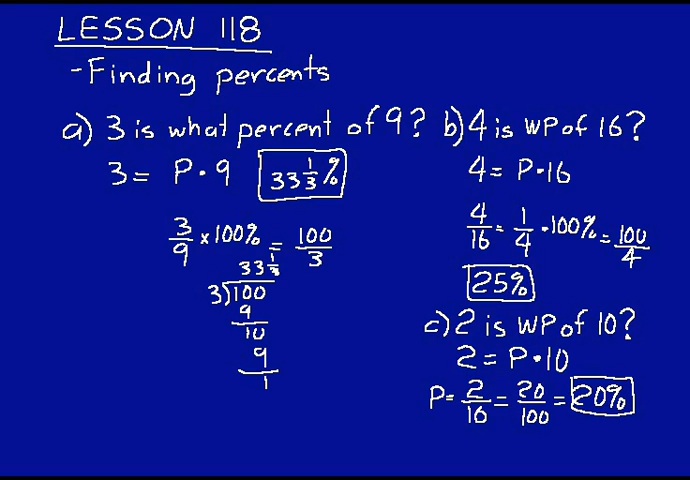 LESSON 118
- Finding percents
a) 3 is what percent of 9?
3 = P · 9
33 1/3 %
3/9 × 100% = 100/3
33 1/3
3)100
9
10
9
1
b) 4 is WP of 16?
4 = P · 16
4/16 = 1/4 · 100% = 100/4
25%
c) 2 is WP of 10?
2 = P · 10
P = 2/10 = 20/100 = 20%